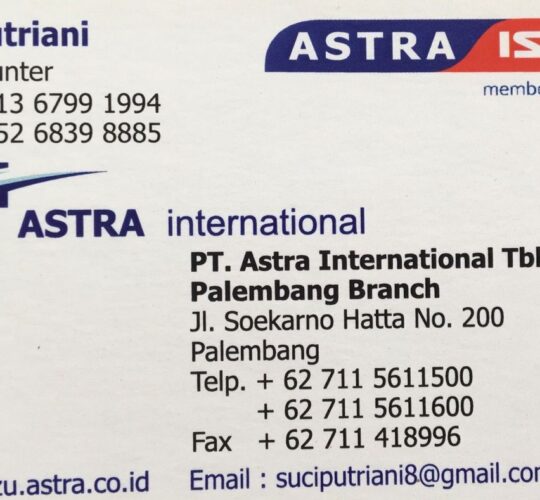 utriani
ASTRA IS
unter
membe
13 6799 1994
52 6839 8885
ASTRA international
PT. Astra International Tbk
Palembang Branch
Jl. Soekarno Hatta No. 200
Palembang
Telp. + 62 711 5611500
+ 62 711 5611600
Fax + 62 711 418996
zu.astra.co.id
Email : suciputriani8@gmail.com